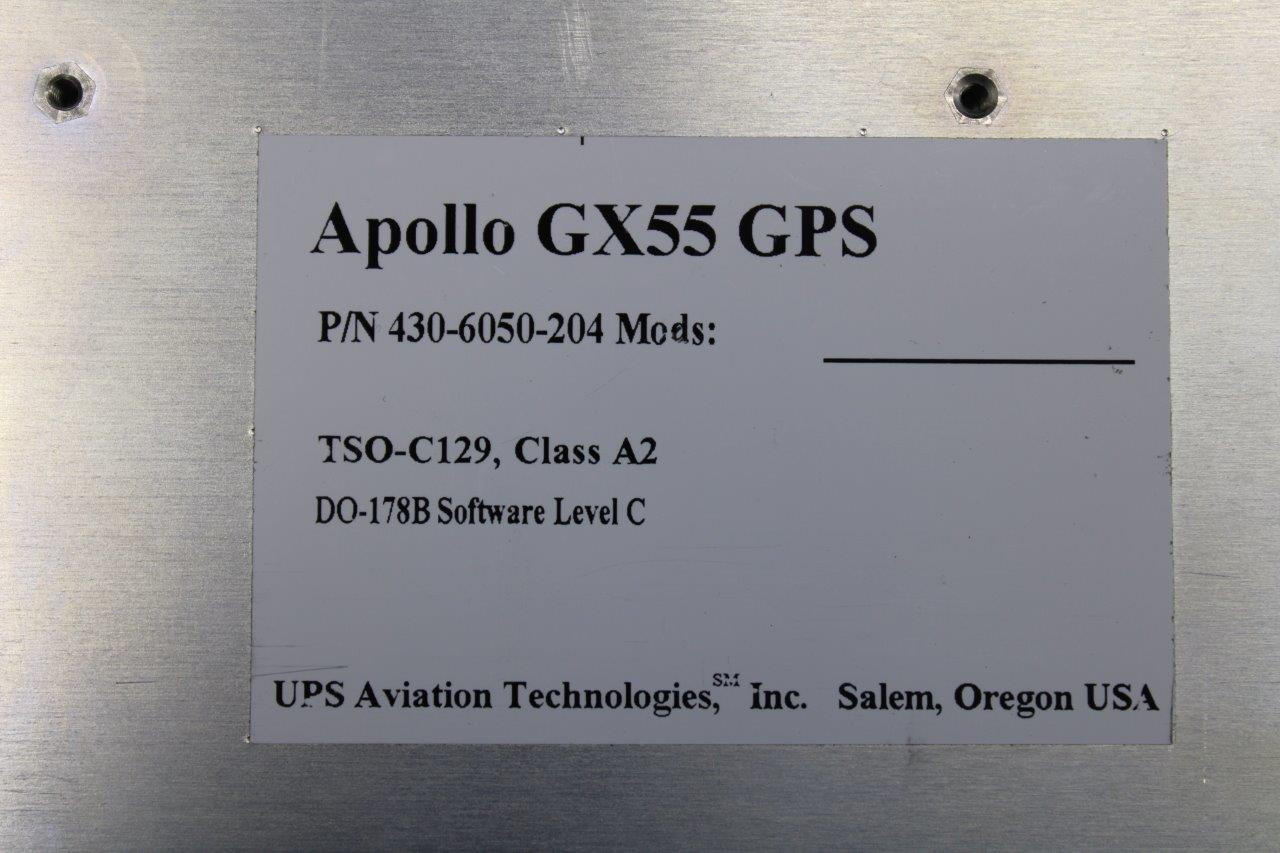 Apollo GX55 GPS
P/N 430-6050-204 Mods:
TSO-C129, Class A2
DO-178B Software Level C
UPS Aviation Technologies,℠ Inc. Salem, Oregon USA